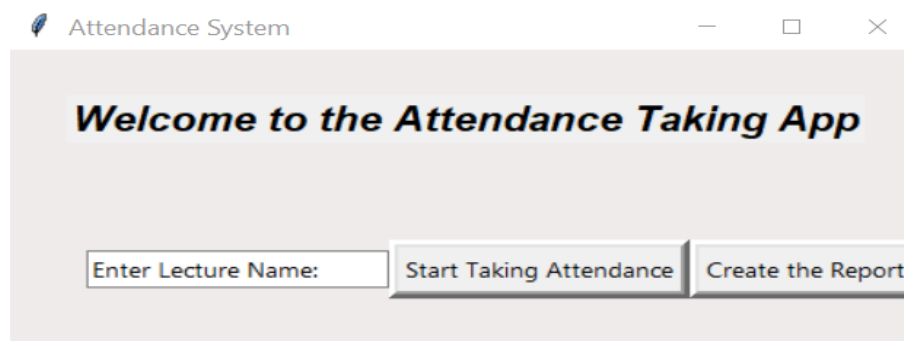 Attendance System
Welcome to the Attendance Taking App
Enter Lecture Name: Start Taking Attendance Create the Report